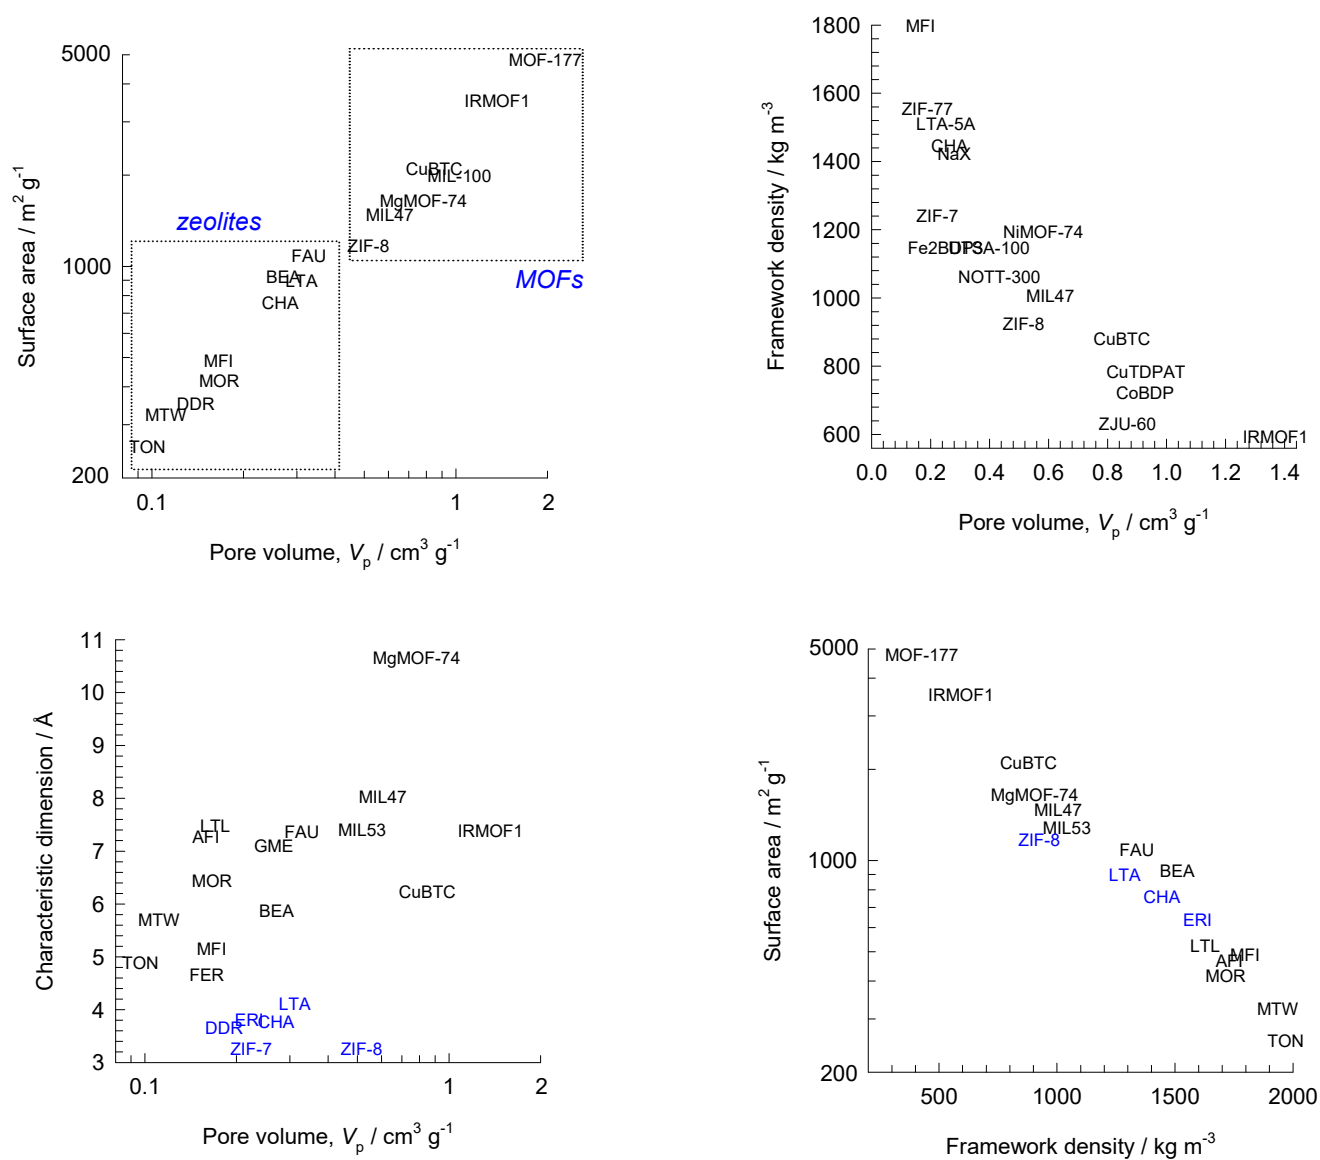 5000
1000
200
Surface area / m2 g-1
MOF-177
IRMOF1
CuBTC
MIL-100
MgMOF-74
MIL47
ZIF-8
MOFs
zeolites
FAU
BEA
LTA
CHA
MFI
MOR
DDR
MTW
TON
0.1
1
2
Pore volume, Vp / cm3 g-1
1800
1600
1400
1200
1000
800
600
Framework density / kg m-3
MFI
ZIF-77
LTA-5A
CHA
NaX
ZIF-7
NiMOF-74
Fe2BDP3
UTSA-100
NOTT-300
MIL47
ZIF-8
CuBTC
CuTDPAT
CoBDP
ZJU-60
IRMOF1
0.0
0.2
0.4
0.6
0.8
1.0
1.2
1.4
Pore volume, Vp / cm3 g-1
11
10
9
8
7
6
5
4
3
Characteristic dimension / Å
MgMOF-74
MIL47
LTL
AFI
FAU
MIL53
IRMOF1
GME
MOR
CuBTC
BEA
MTW
MFI
TON
FER
LTA
ERI
CHA
DDR
ZIF-7
ZIF-8
0.1
1
2
Pore volume, Vp / cm3 g-1
5000
1000
200
Surface area / m2 g-1
MOF-177
IRMOF1
CuBTC
MgMOF-74
MIL47
MIL53
ZIF-8
FAU
BEA
LTA
CHA
ERI
LTL
MFI
AFI
MOR
MTW
TON
500
1000
1500
2000
Framework density / kg m-3